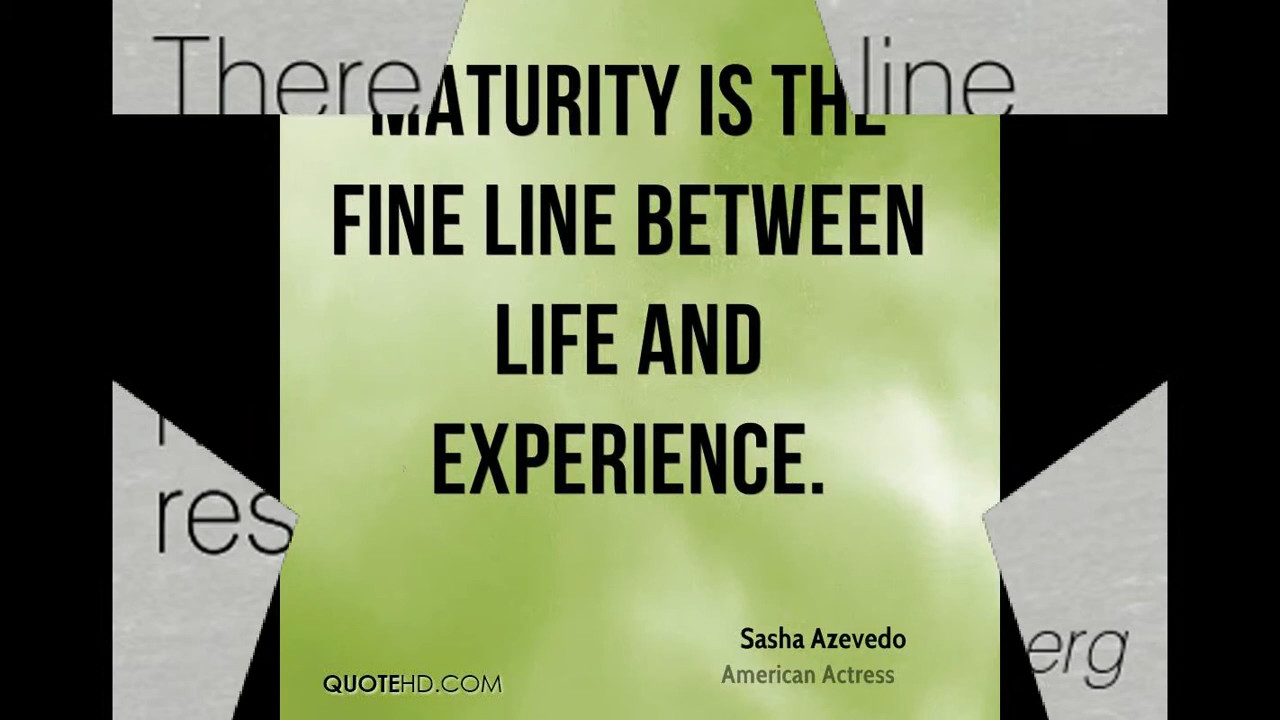 There line
MATURITY IS THE
FINE LINE BETWEEN
LIFE AND
EXPERIENCE.
res
erg
Sasha Azevedo
American Actress
QUOTEHD.COM